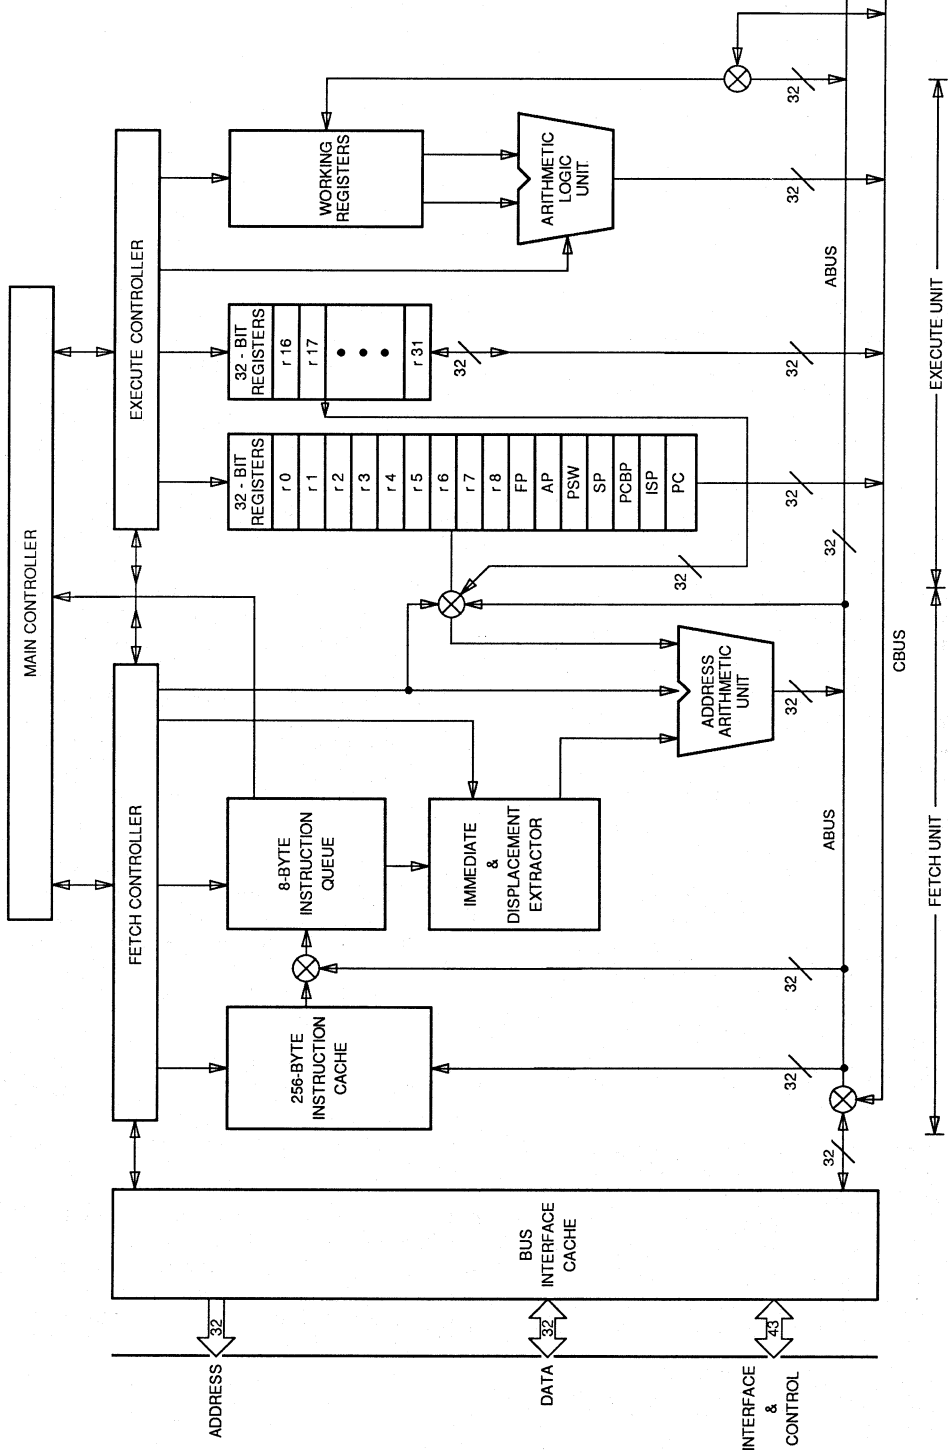 MAIN CONTROLLER
FETCH CONTROLLER
EXECUTE CONTROLLER
256-BYTE
INSTRUCTION
CACHE
8-BYTE
INSTRUCTION
QUEUE
IMMEDIATE
&
DISPLACEMENT
EXTRACTOR
ADDRESS
ARITHMETIC
UNIT
32 - BIT
REGISTERS
r 0
r 1
r 2
r 3
r 4
r 5
r 6
r 7
r 8
FP
AP
PSW
SP
PCBP
ISP
PC
32 - BIT
REGISTERS
r 16
r 17
r 31
WORKING
REGISTERS
ARITHMETIC
LOGIC
UNIT
BUS
INTERFACE
CACHE
ADDRESS
32
DATA
32
INTERFACE
&
CONTROL
43
32
32
32
32
32
32
32
32
32
32
32
ABUS
ABUS
CBUS
FETCH UNIT
EXECUTE UNIT